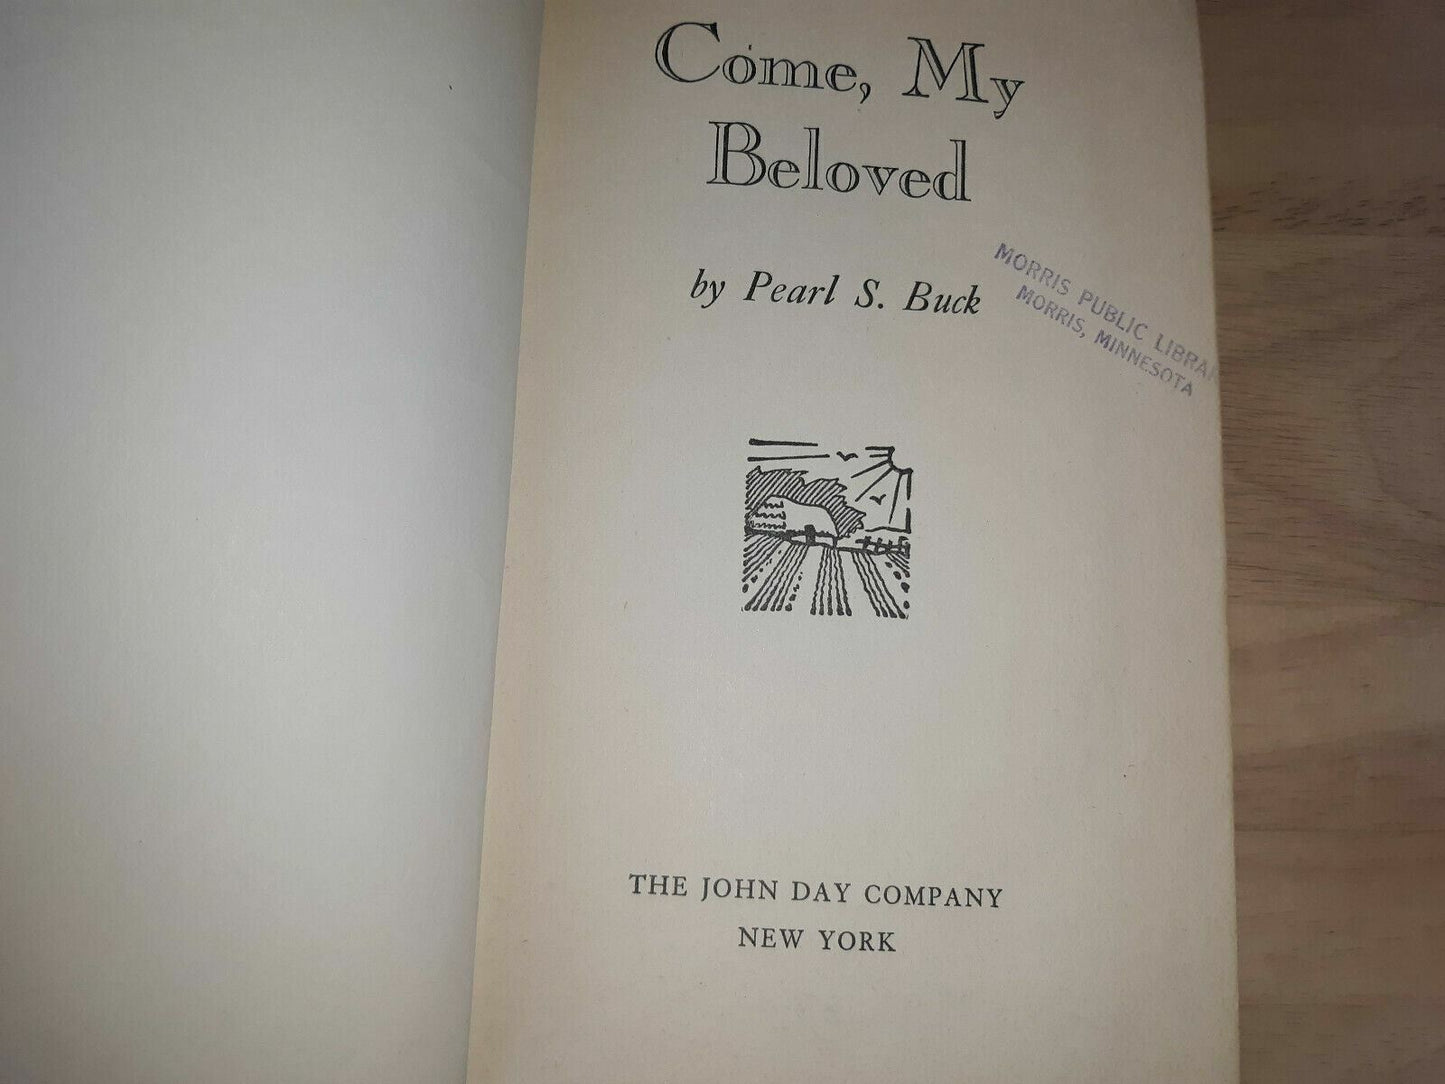 Come, My
Beloved
by Pearl S. Buck
MORRIS PUBLIC LIBRA
MORRIS, MINNESOTA
THE JOHN DAY COMPANY
NEW YORK